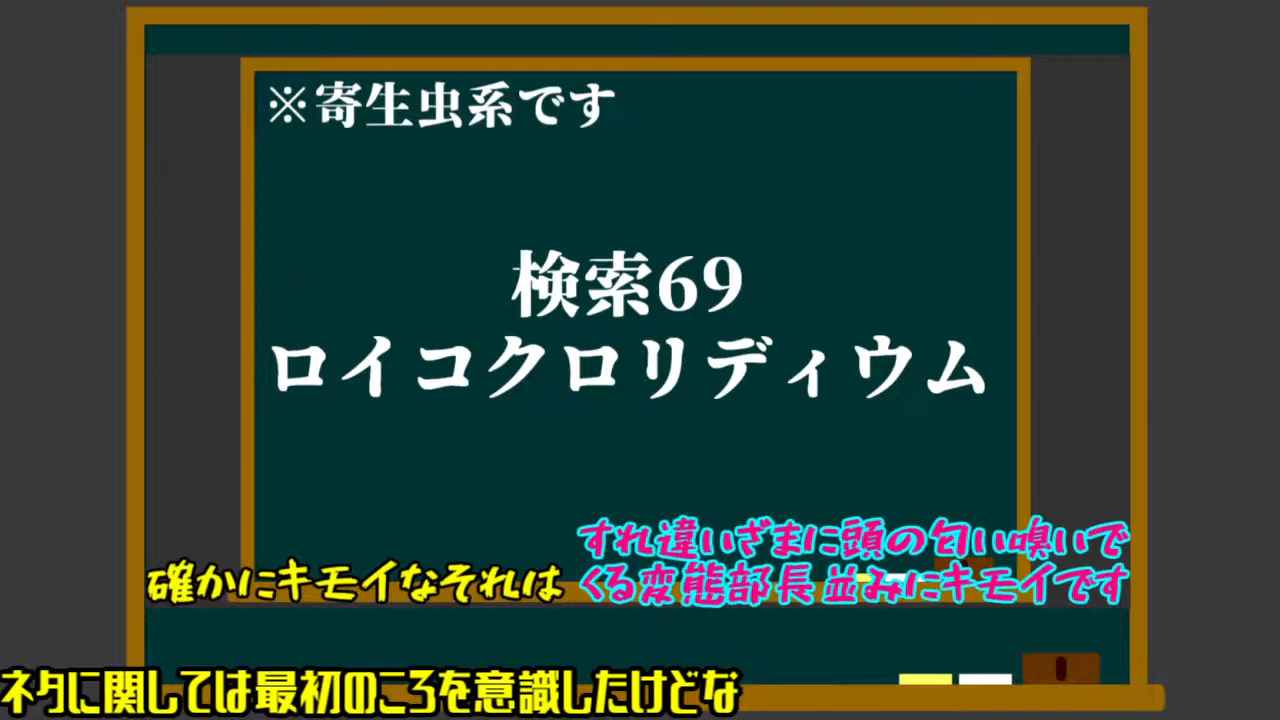 ※寄生虫系です
検索69
ロイコクロリディウム
すれ違いざまに頭の匂い嗅いで
くる変態部長並みにキモイです
確かにキモイなそれは
ネタに関しては最初のころを意識したけどな